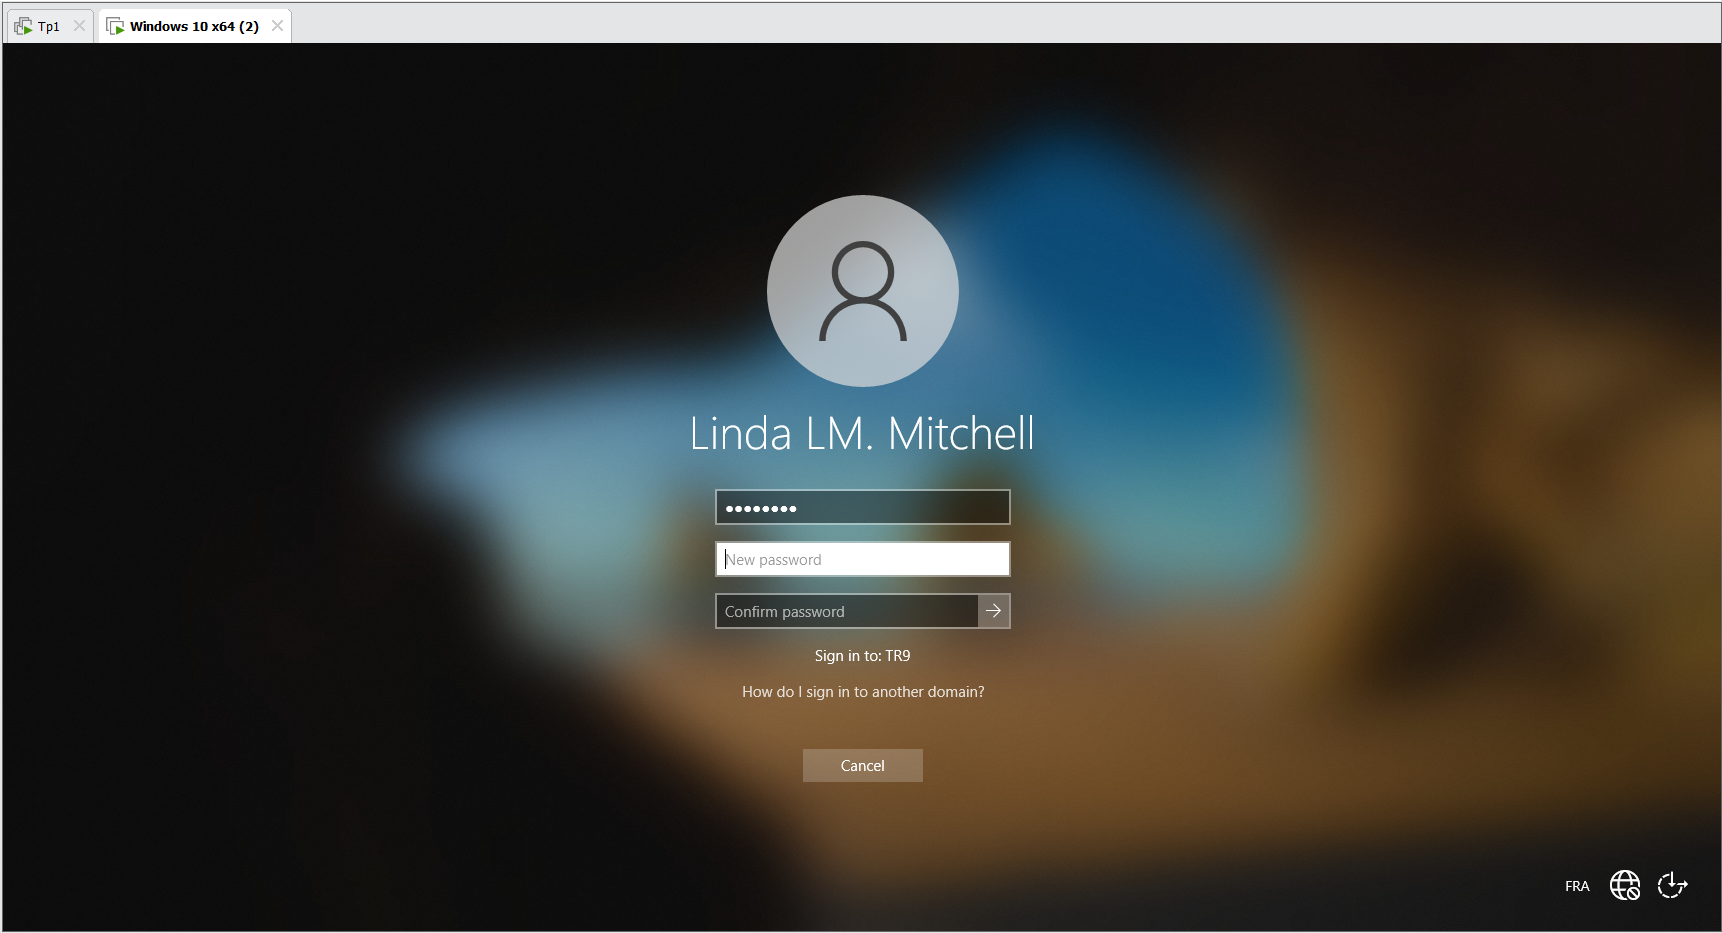 Tp1
Windows 10 x64 (2)
Linda LM. Mitchell
New password
Confirm password
Sign in to: TR9
How do I sign in to another domain?
Cancel
FRA